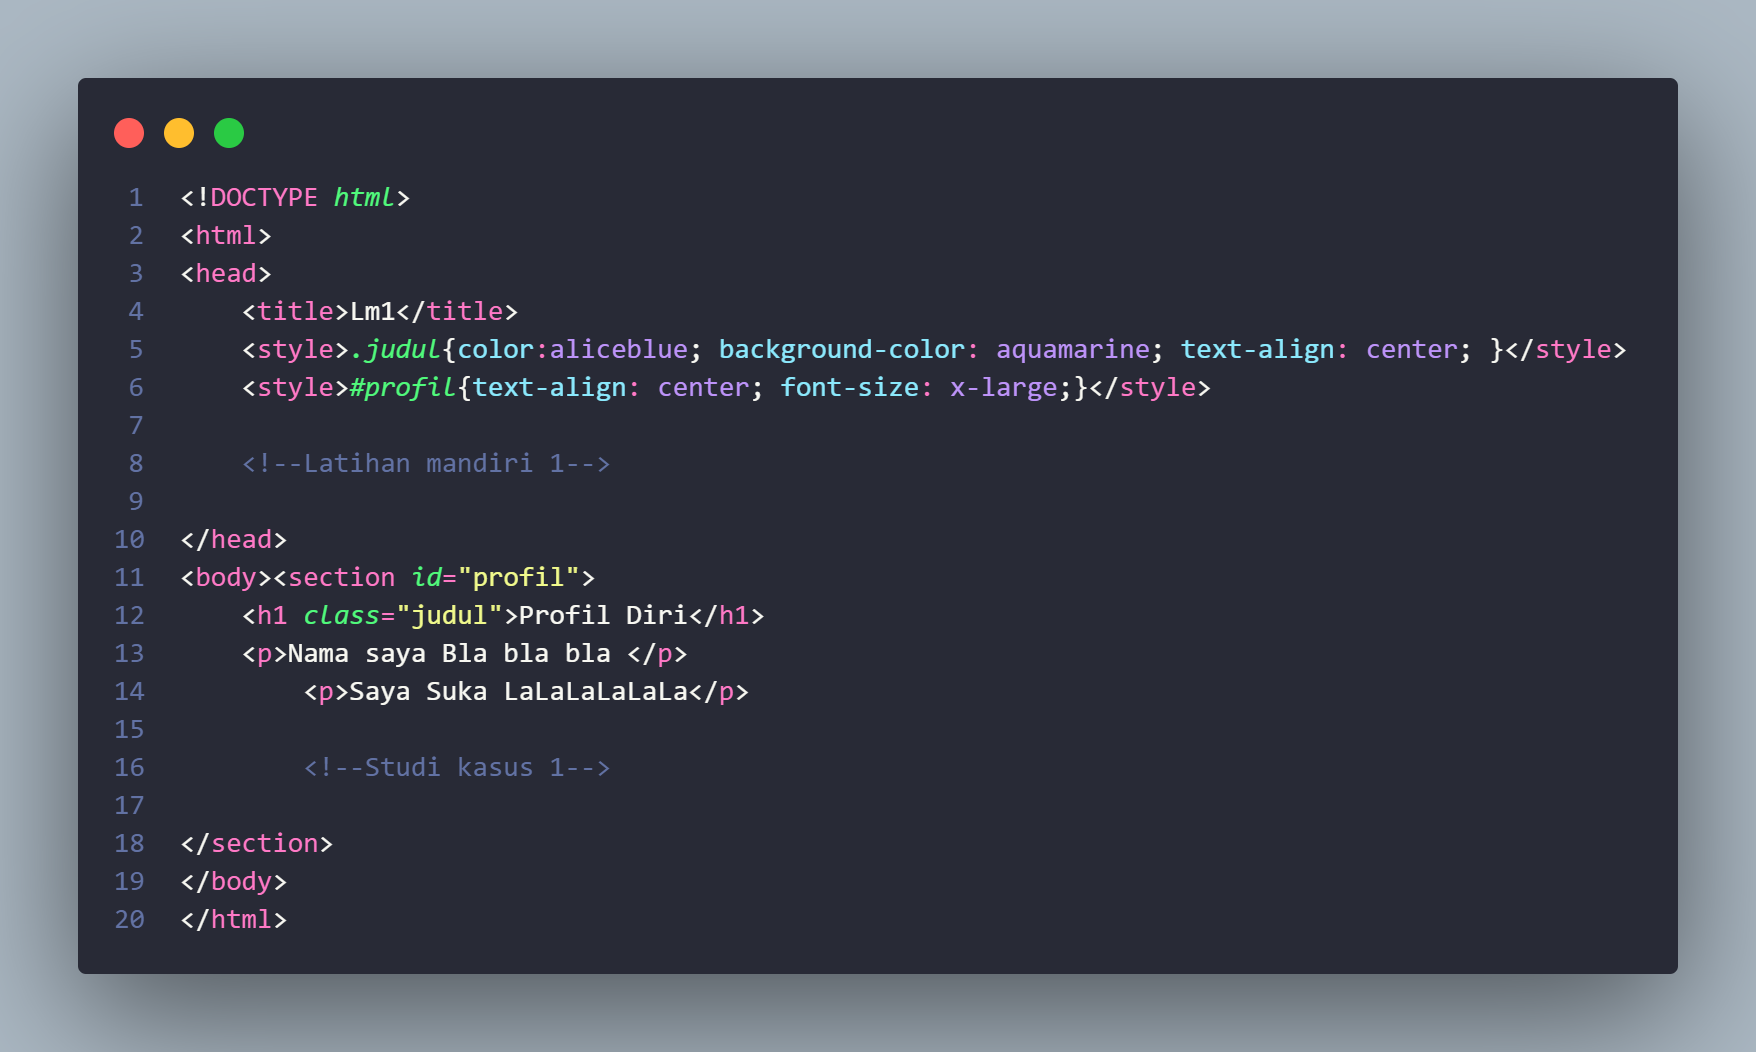 1 <!DOCTYPE html>
2 <html>
3 <head>
4     <title>Lm1</title>
5     <style>.judul{color:aliceblue; background-color: aquamarine; text-align: center; }</style>
6     <style>#profil{text-align: center; font-size: x-large;}</style>
7
8     <!--Latihan mandiri 1-->
9
10 </head>
11 <body><section id="profil">
12     <h1 class="judul">Profil Diri</h1>
13     <p>Nama saya Bla bla bla </p>
14         <p>Saya Suka LaLaLaLaLaLa</p>
15
16         <!--Studi kasus 1-->
17
18 </section>
19 </body>
20 </html>